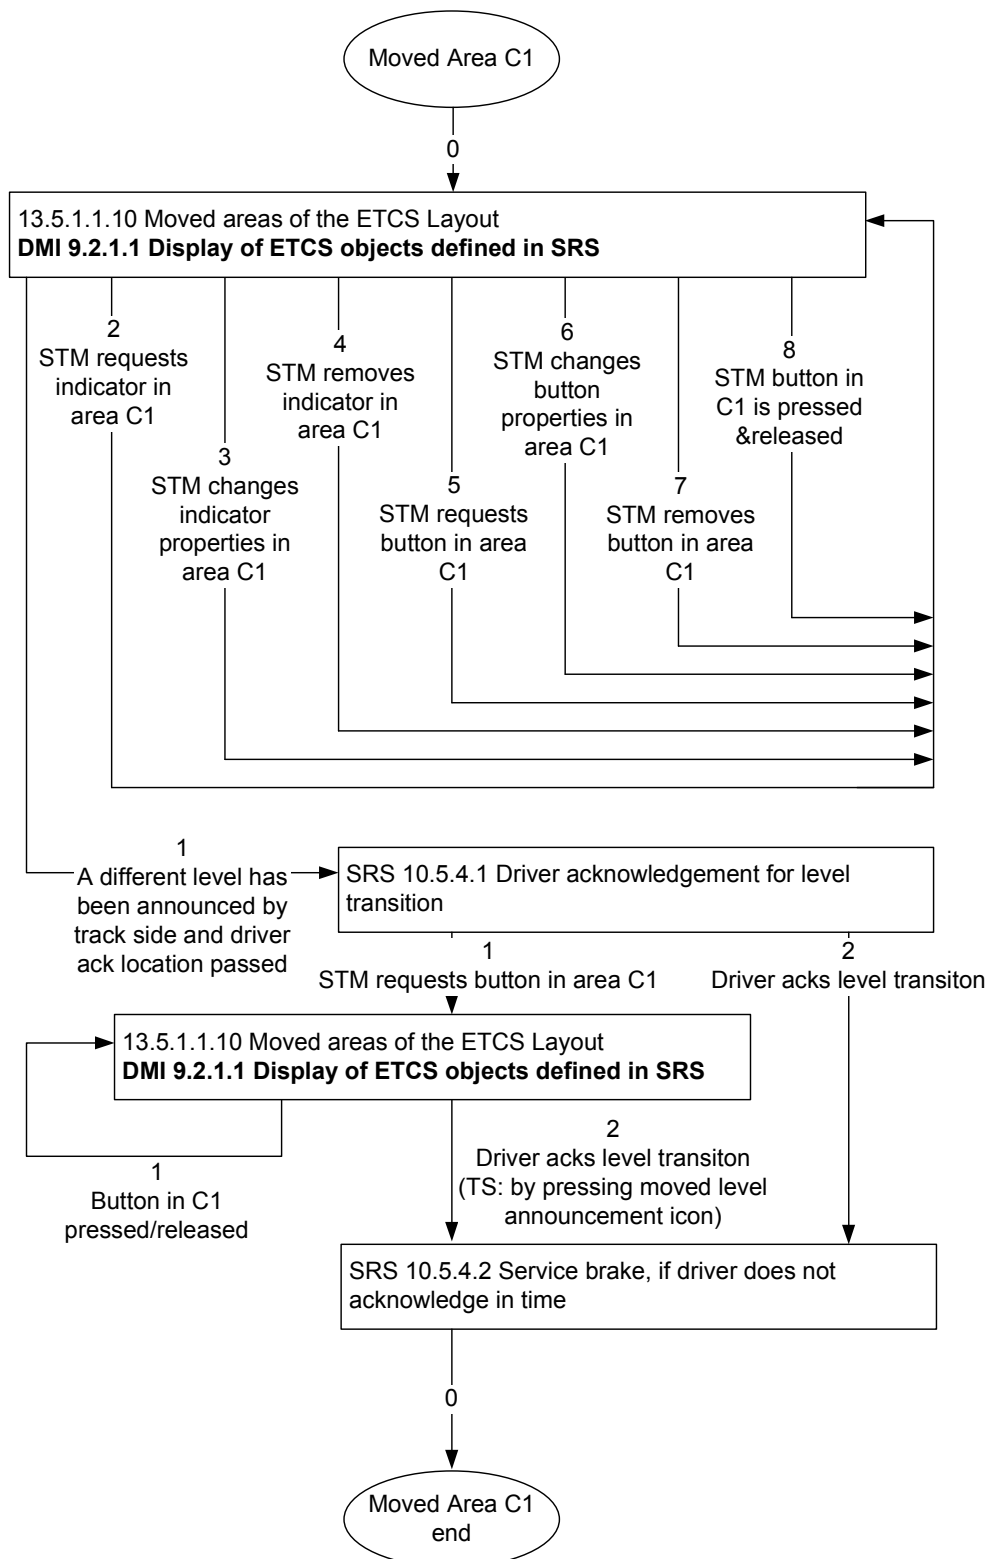 Moved Area C1
0
13.5.1.1.10 Moved areas of the ETCS Layout
DMI 9.2.1.1 Display of ETCS objects defined in SRS
2
STM requests
indicator in
area C1
3
STM changes
indicator
properties in
area C1
4
STM removes
indicator in
area C1
5
STM requests
button in area
C1
6
STM changes
button
properties in
area C1
7
STM removes
button in area
C1
8
STM button in
C1 is pressed
&released
1
A different level has
been announced by
track side and driver
ack location passed
SRS 10.5.4.1 Driver acknowledgement for level
transition
1
STM requests button in area C1
2
Driver acks level transiton
13.5.1.1.10 Moved areas of the ETCS Layout
DMI 9.2.1.1 Display of ETCS objects defined in SRS
1
Button in C1
pressed/released
2
Driver acks level transiton
(TS: by pressing moved level
announcement icon)
SRS 10.5.4.2 Service brake, if driver does not
acknowledge in time
0
Moved Area C1
end